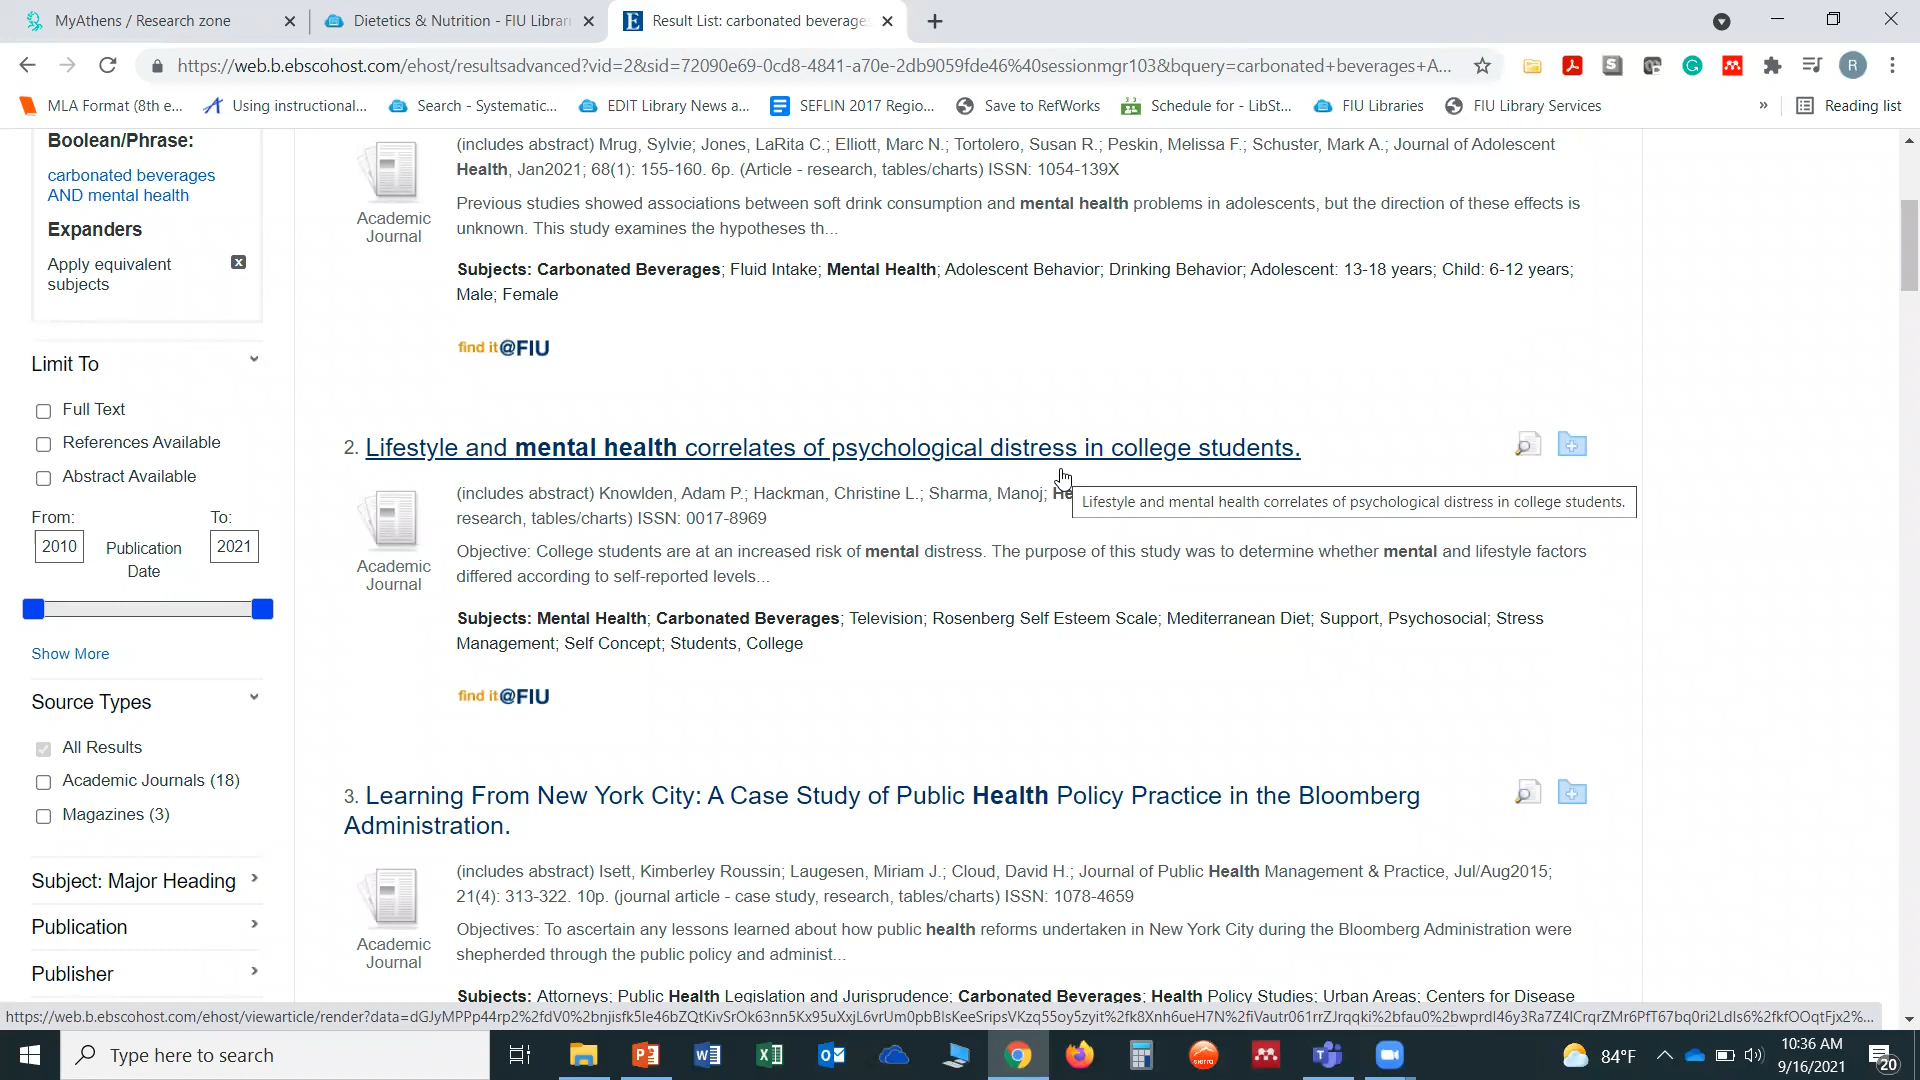 MyAthens / Research zone
Dietetics & Nutrition - FIU Librar
Result List: carbonated beverages
https://web.b.ebscohost.com/ehost/resultsadvanced?vid=2&sid=72090e69-0cd8-4841-a70e-2db9059fde46%40sessionmgr103&bquery=carbonated+beverages+A...
R
MLA Format (8th e...
Using instructional...
Search - Systematic...
EDIT Library News a...
SEFLIN 2017 Regio...
Save to RefWorks
Schedule for - LibSt...
FIU Libraries
FIU Library Services
»
Reading list
Boolean/Phrase:
carbonated beverages
AND mental health
Expanders
Apply equivalent
subjects
Limit To
Full Text
References Available
Abstract Available
From:
To:
2010
Publication
Date
2021
Show More
Source Types
All Results
Academic Journals (18)
Magazines (3)
Subject: Major Heading
Publication
Publisher
Academic
Journal
(includes abstract) Mrug, Sylvie; Jones, LaRita C.; Elliott, Marc N.; Tortolero, Susan R.; Peskin, Melissa F.; Schuster, Mark A.; Journal of Adolescent
Health, Jan2021; 68(1): 155-160. 6p. (Article - research, tables/charts) ISSN: 1054-139X
Previous studies showed associations between soft drink consumption and mental health problems in adolescents, but the direction of these effects is
unknown. This study examines the hypotheses th...
Subjects: Carbonated Beverages; Fluid Intake; Mental Health; Adolescent Behavior; Drinking Behavior; Adolescent: 13-18 years; Child: 6-12 years;
Male; Female
find it@FIU
2. Lifestyle and mental health correlates of psychological distress in college students.
Academic
Journal
(includes abstract) Knowlden, Adam P.; Hackman, Christine L.; Sharma, Manoj; He
Lifestyle and mental health correlates of psychological distress in college students.
research, tables/charts) ISSN: 0017-8969
Objective: College students are at an increased risk of mental distress. The purpose of this study was to determine whether mental and lifestyle factors
differed according to self-reported levels...
Subjects: Mental Health; Carbonated Beverages; Television; Rosenberg Self Esteem Scale; Mediterranean Diet; Support, Psychosocial; Stress
Management; Self Concept; Students, College
find it@FIU
3. Learning From New York City: A Case Study of Public Health Policy Practice in the Bloomberg
Administration.
Academic
Journal
(includes abstract) Isett, Kimberley Roussin; Laugesen, Miriam J.; Cloud, David H.; Journal of Public Health Management & Practice, Jul/Aug2015;
21(4): 313-322. 10p. (journal article - case study, research, tables/charts) ISSN: 1078-4659
Objectives: To ascertain any lessons learned about how public health reforms undertaken in New York City during the Bloomberg Administration were
shepherded through the public policy and administ...
Subjects: Attorneys; Public Health Legislation and Jurisprudence; Carbonated Beverages; Health Policy Studies; Urban Areas; Centers for Disease
Type here to search
84°F
10:36 AM
9/16/2021
20